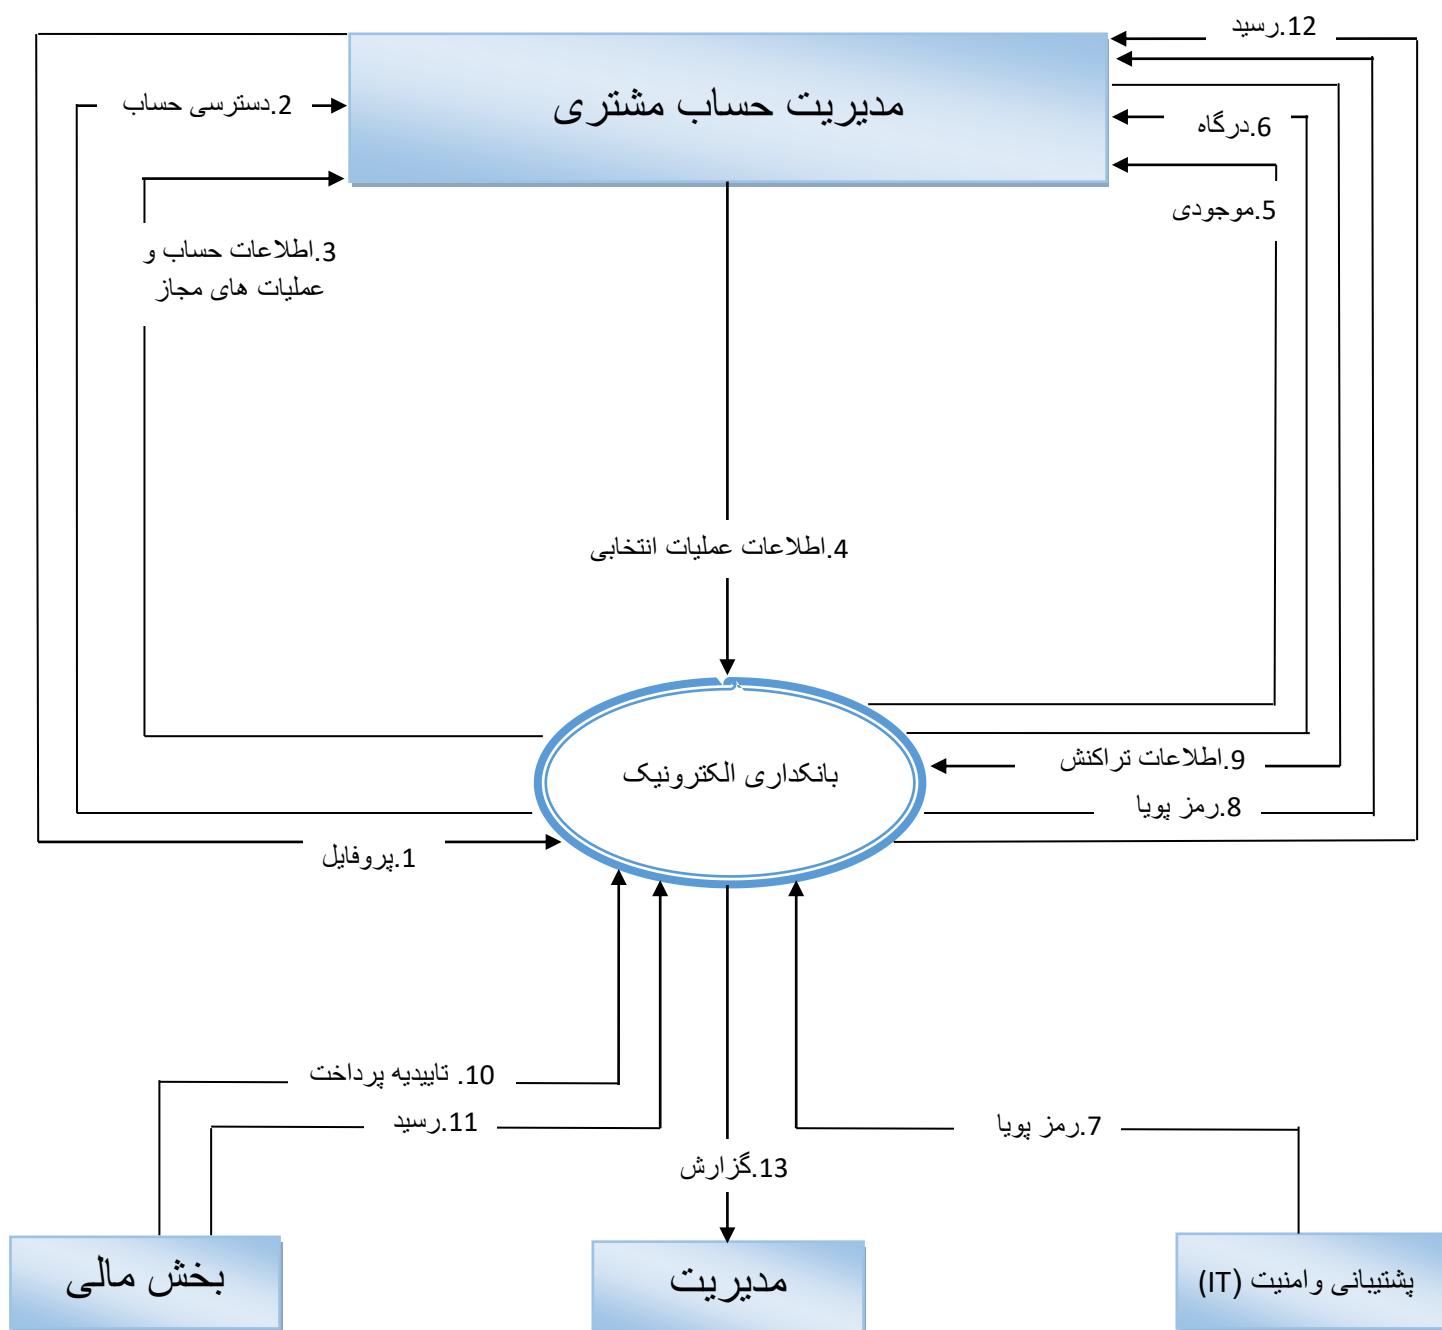 12.رسید
مدیریت حساب مشتری
2.دسترسی حساب
6.درگاه
5.موجودی
3.اطلاعات حساب و
عملیات های مجاز
4.اطلاعات عملیات انتخابی
9.اطلاعات تراکنش
بانکداری الکترونیک
8.رمز پویا
1.پروفایل
10. تاییدیه پرداخت
11.رسید
7.رمز پویا
13.گزارش
بخش مالی
مدیریت
پشتیبانی وامنیت (IT)